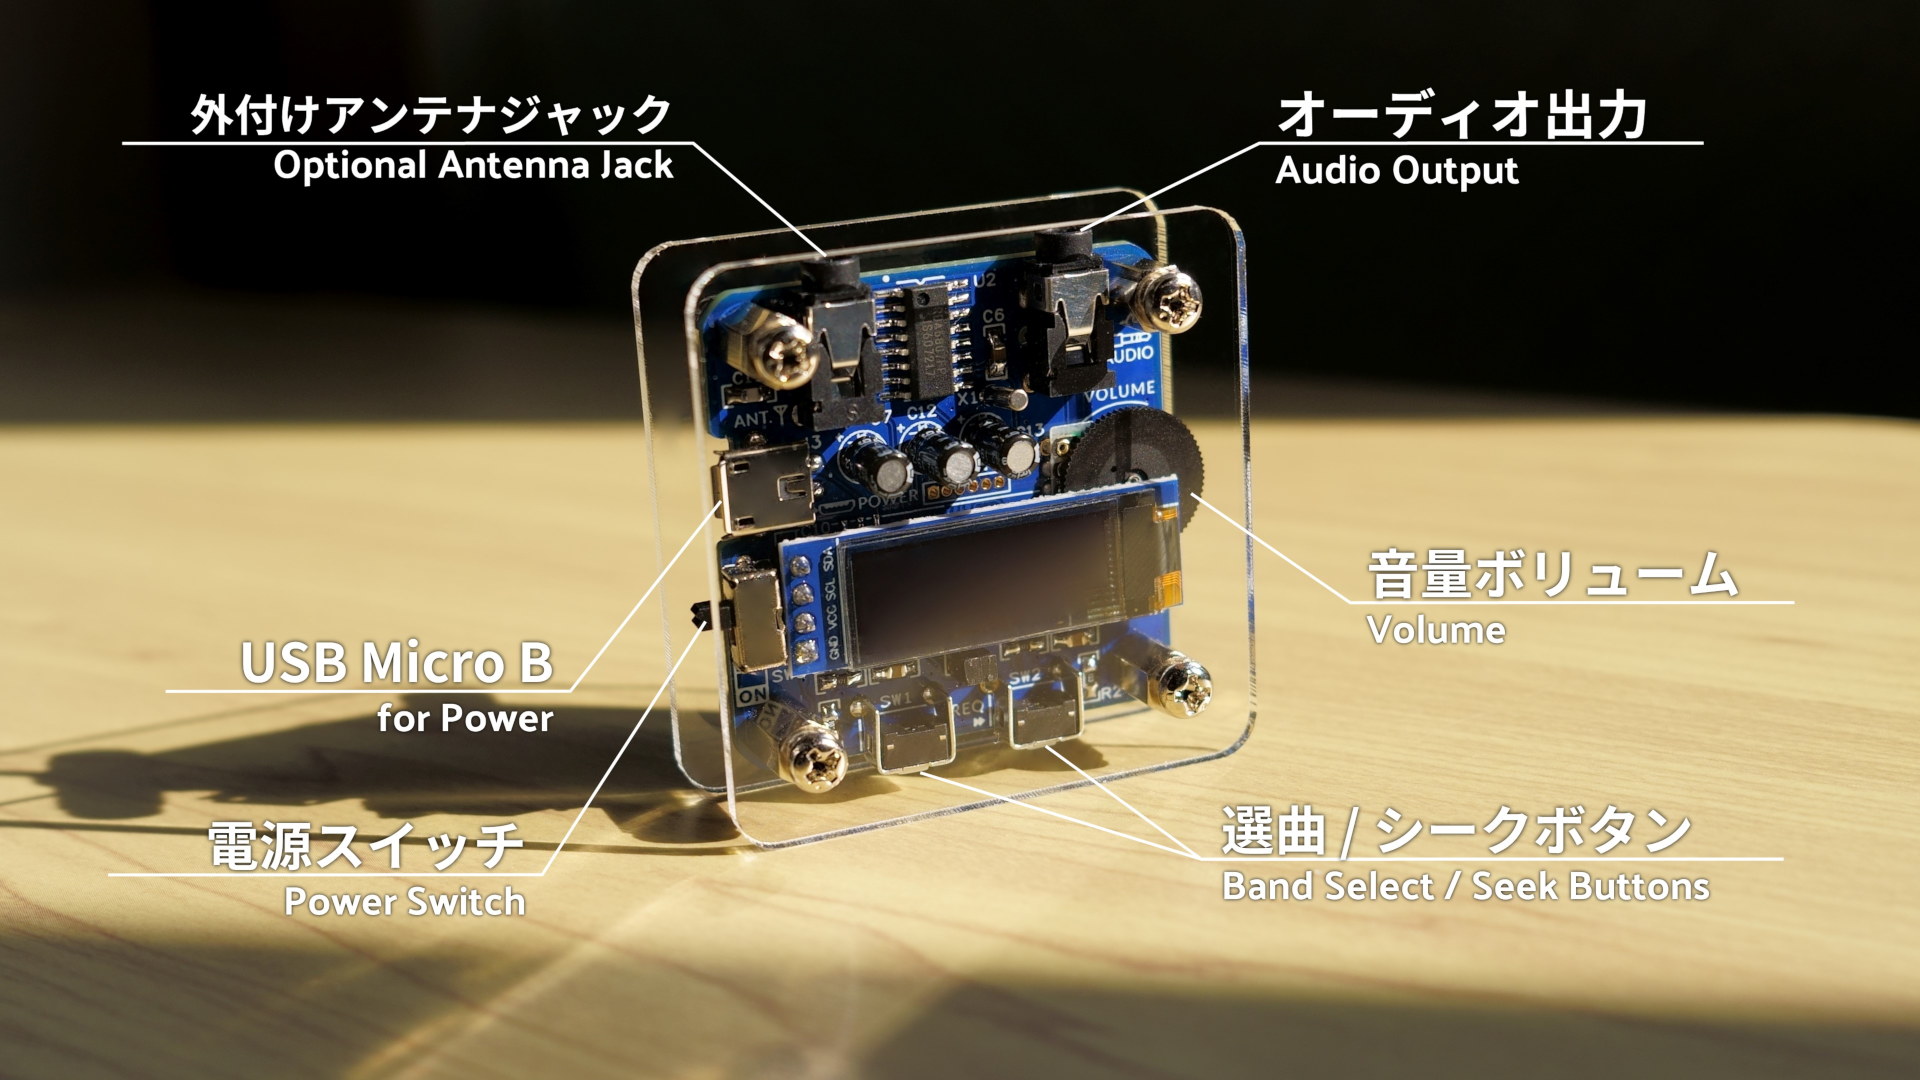 外付けアンテナジャック
Optional Antenna Jack
オーディオ出力
Audio Output
U2
C6
AUDIO
VOLUME
ANT.
C12
POWER
SDA
SCL
VCC
GND
音量ボリューム
Volume
USB Micro B
for Power
ON
SW1
SW2
電源スイッチ
Power Switch
選曲 / シークボタン
Band Select / Seek Buttons